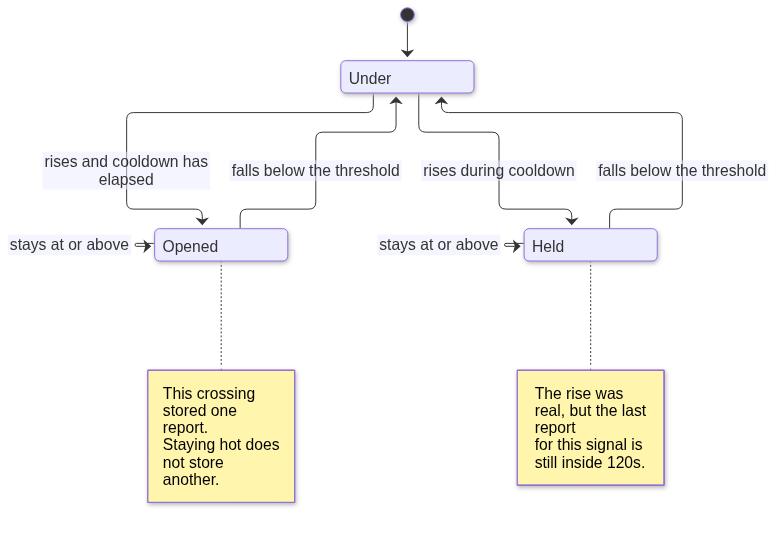 Under
rises and cooldown has
elapsed
falls below the threshold
rises during cooldown
falls below the threshold
stays at or above
Opened
stays at or above
Held
This crossing
stored one
report.
Staying hot does
not store
another.
The rise was
real, but the last
report
for this signal is
still inside 120s.